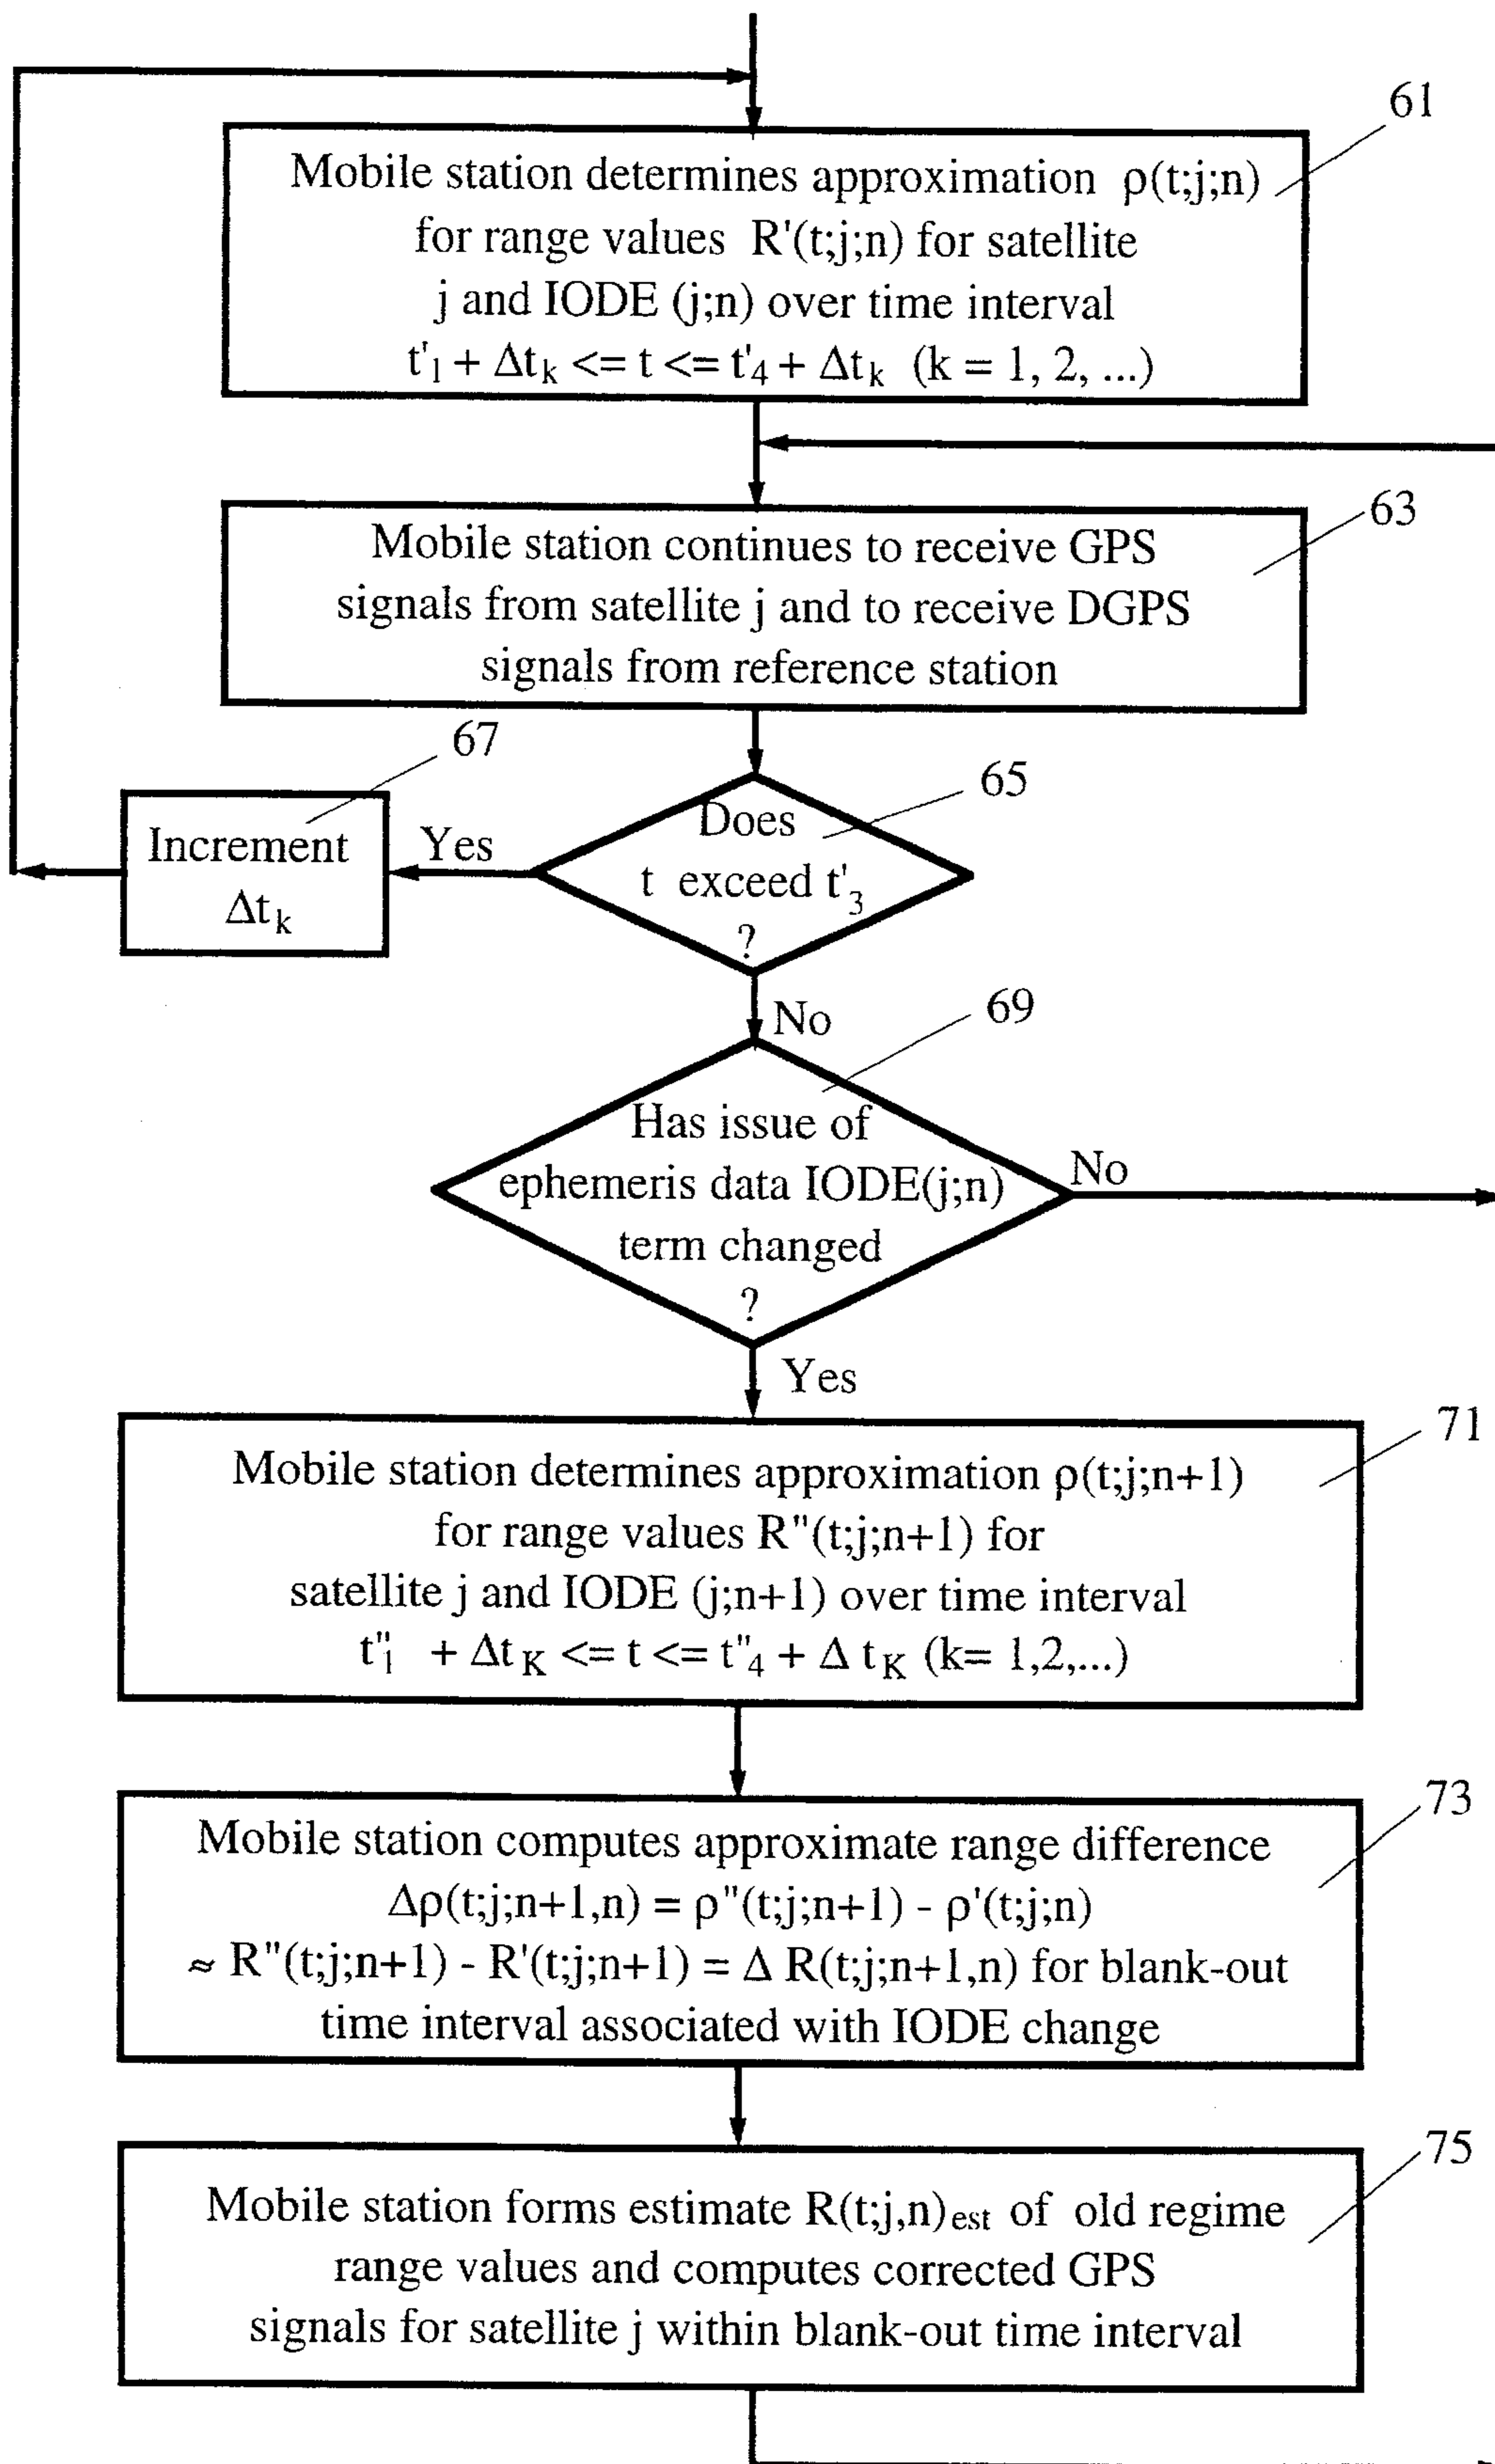 61
Mobile station determines approximation ρ(t;j;n)
for range values R'(t;j;n) for satellite
j and IODE (j;n) over time interval
t'1 + Δtk <= t <= t'4 + Δtk (k = 1, 2, ...)
63
Mobile station continues to receive GPS
signals from satellite j and to receive DGPS
signals from reference station
67
Increment
Δtk
Yes
65
Does
t exceed t'3
?
No
69
Has issue of
ephemeris data IODE(j;n)
term changed
?
No
Yes
71
Mobile station determines approximation ρ(t;j;n+1)
for range values R"(t;j;n+1) for
satellite j and IODE (j;n+1) over time interval
t"1 + ΔtK <= t <= t"4 + Δ tK (k= 1,2,...)
73
Mobile station computes approximate range difference
Δρ(t;j;n+1,n) = ρ"(t;j;n+1) - ρ'(t;j;n)
≈ R"(t;j;n+1) - R'(t;j;n+1) = Δ R(t;j;n+1,n) for blank-out
time interval associated with IODE change
75
Mobile station forms estimate R(t;j,n)est of old regime
range values and computes corrected GPS
signals for satellite j within blank-out time interval